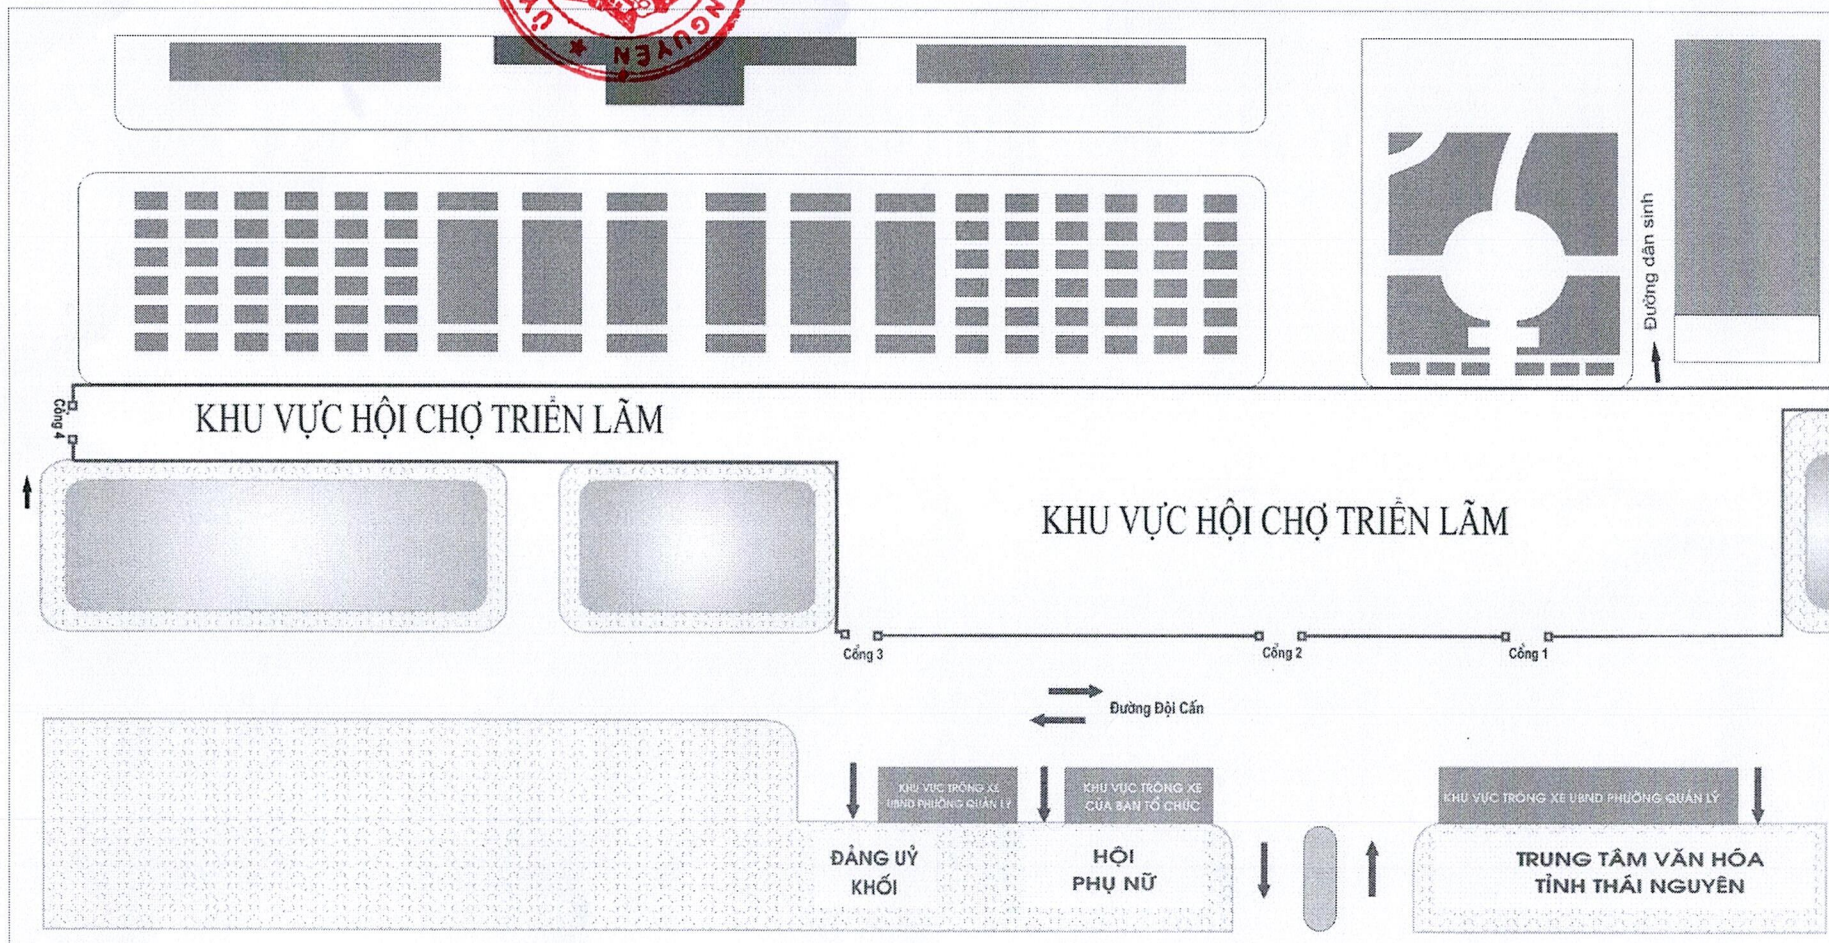 NGUYÊN ★ ỦY
Đường dân sinh
Cổng 4
KHU VỰC HỘI CHỢ TRIỂN LÃM
KHU VỰC HỘI CHỢ TRIỂN LÃM
Cổng 3
Cổng 2
Cổng 1
Đường Đội Cấn
KHU VỰC TRÔNG XE
UBND PHƯỜNG QUẢN LÝ
KHU VỰC TRÔNG XE
CỦA BAN TỔ CHỨC
KHU VỰC TRÔNG XE UBND PHƯỜNG QUẢN LÝ
ĐẢNG UỶ
KHỐI
HỘI
PHỤ NỮ
TRUNG TÂM VĂN HÓA
TỈNH THÁI NGUYÊN